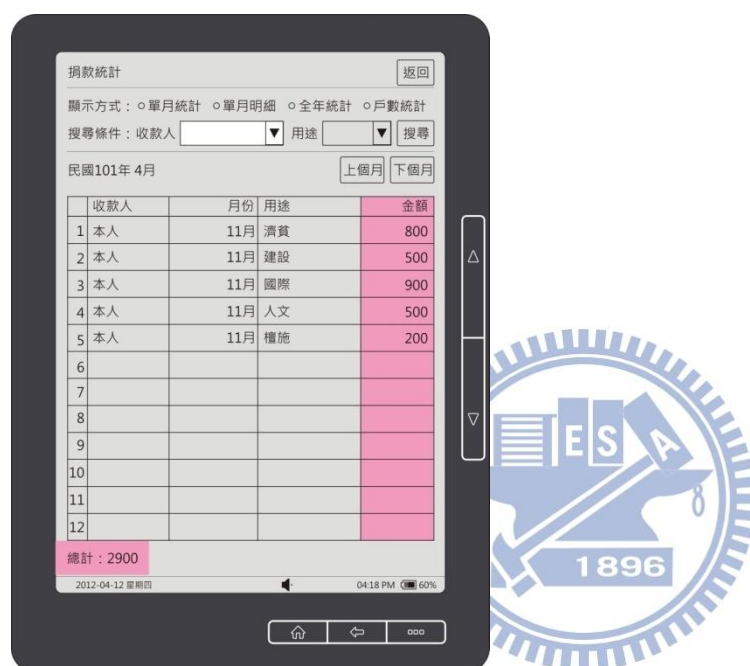 捐款統計 返回
顯示方式：○單月統計 ○單月明細 ○全年統計 ○戶數統計
搜尋條件：收款人 ▼ 用途 ▼ 搜尋
民國101年 4月 上個月 下個月
收款人 月份 用途 金額
1 本人 11月 濟貧 800
2 本人 11月 建設 500
3 本人 11月 國際 900
4 本人 11月 人文 500
5 本人 11月 檀施 200
6
7
8
9
10
11
12
總計：2900
2012-04-12 星期四 04:18 PM 60%
E S A
1896